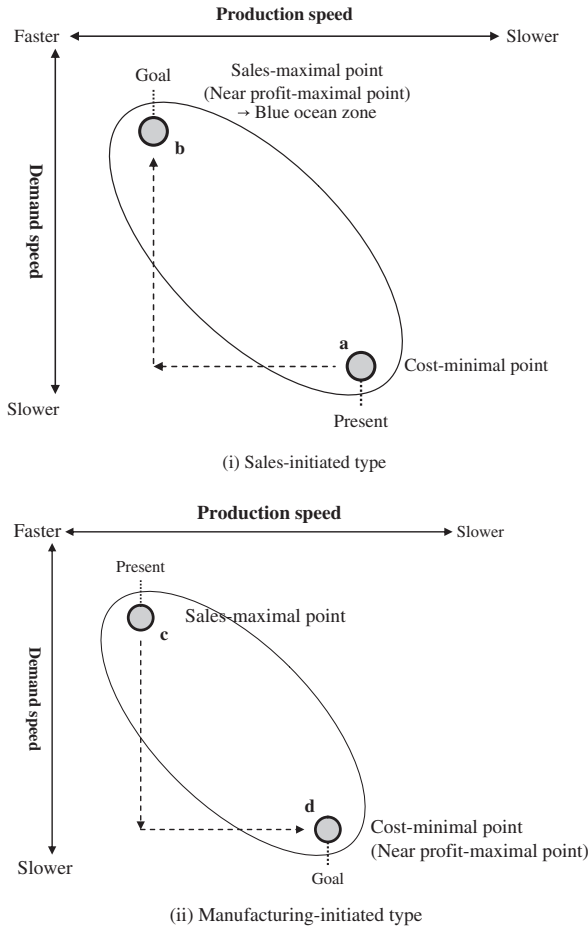 Production speed
Faster
Slower
Goal
Sales-maximal point
(Near profit-maximal point)
→ Blue ocean zone
b
Demand speed
a
Cost-minimal point
Slower
Present
(i) Sales-initiated type
Production speed
Faster
Slower
Present
Sales-maximal point
c
Demand speed
d
Cost-minimal point
(Near profit-maximal point)
Slower
Goal
(ii) Manufacturing-initiated type